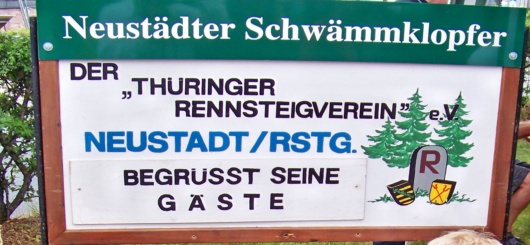 Neustädter Schwämmklopfer
DER „THÜRINGER
RENNSTEIGVEREIN" e.V.
NEUSTADT/RSTG.
BEGRÜSST SEINE
GÄSTE
R